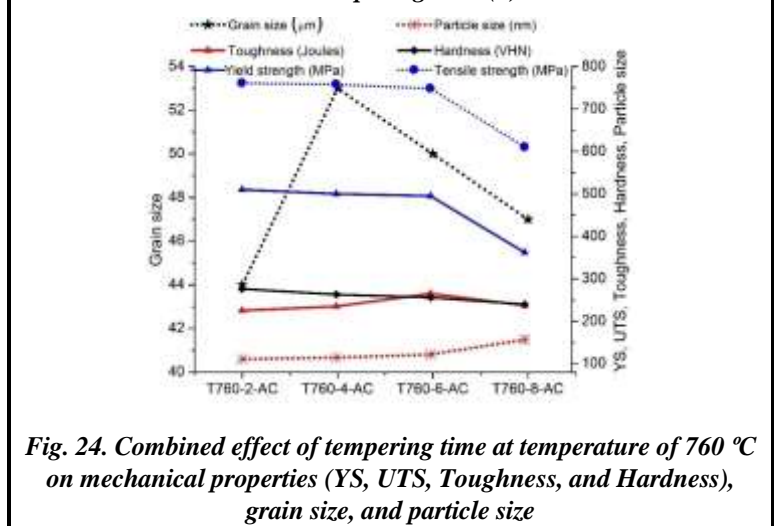 Grain size (μm)
Particle size (nm)
Toughness (Joules)
Hardness (VHN)
Yield strength (MPa)
Tensile strength (MPa)
54
52
50
48
46
44
42
40
Grain size
800
700
600
500
400
300
200
100
YS, UTS, Toughness, Hardness, Particle size
T760-2-AC T760-4-AC T760-6-AC T760-8-AC
Fig. 24. Combined effect of tempering time at temperature of 760 ºC
on mechanical properties (YS, UTS, Toughness, and Hardness),
grain size, and particle size